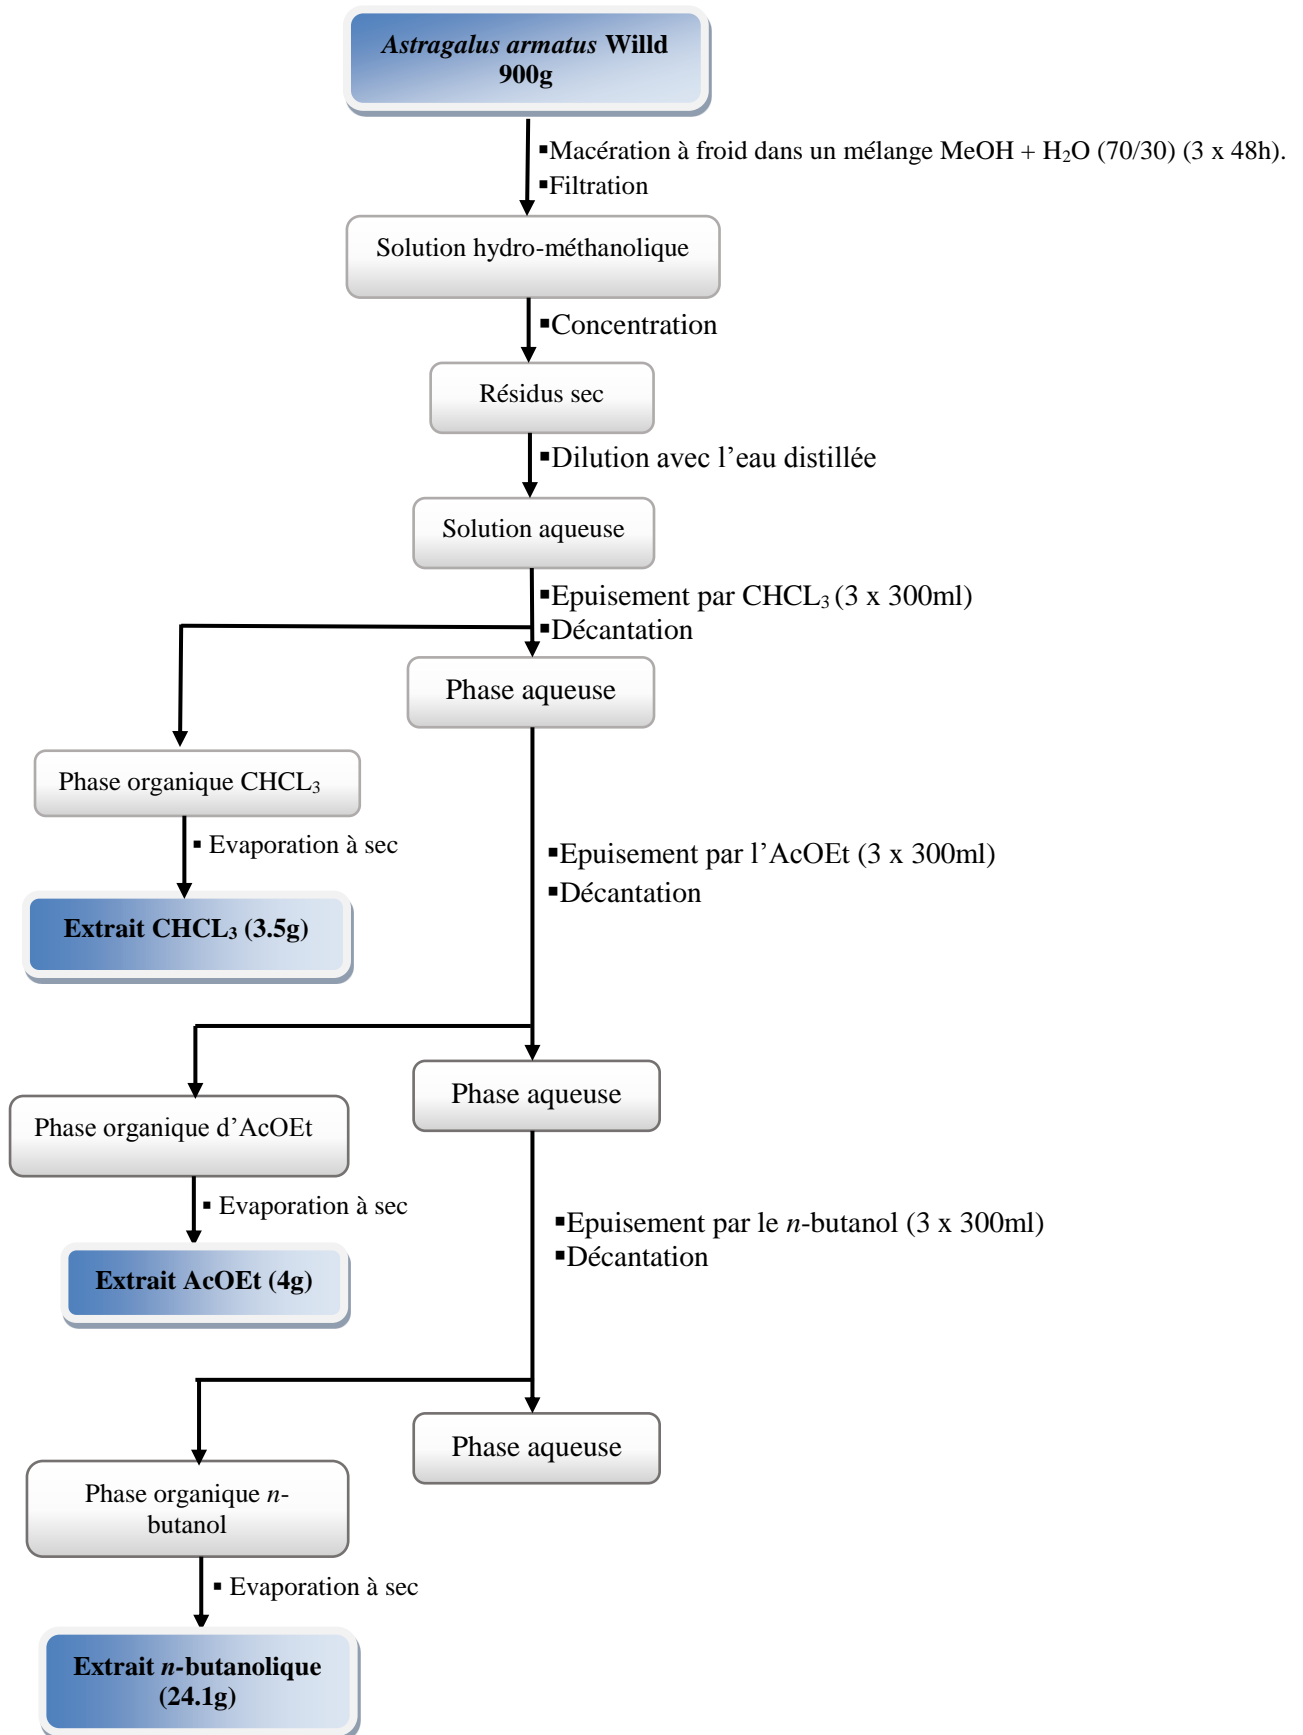 Astragalus armatus Willd
900g
▪Macération à froid dans un mélange MeOH + H₂O (70/30) (3 x 48h).
▪Filtration
Solution hydro-méthanolique
▪Concentration
Résidus sec
▪Dilution avec l’eau distillée
Solution aqueuse
▪Epuisement par CHCL₃ (3 x 300ml)
▪Décantation
Phase aqueuse
Phase organique CHCL₃
▪ Evaporation à sec
▪Epuisement par l’AcOEt (3 x 300ml)
▪Décantation
Extrait CHCL₃ (3.5g)
Phase aqueuse
Phase organique d’AcOEt
▪ Evaporation à sec
▪Epuisement par le n-butanol (3 x 300ml)
▪Décantation
Extrait AcOEt (4g)
Phase aqueuse
Phase organique n-
butanol
▪ Evaporation à sec
Extrait n-butanolique
(24.1g)